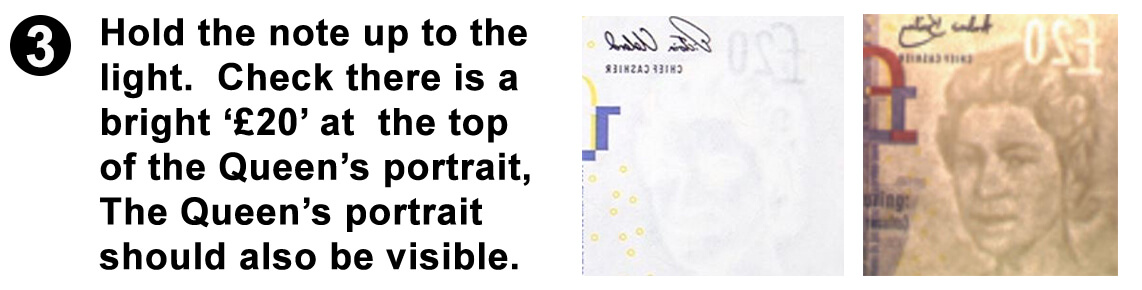 3
Hold the note up to the
light. Check there is a
bright ‘£20’ at the top
of the Queen’s portrait,
The Queen’s portrait
should also be visible.
£20
CHIEF CASHIER
£20
CHIEF CASHIER